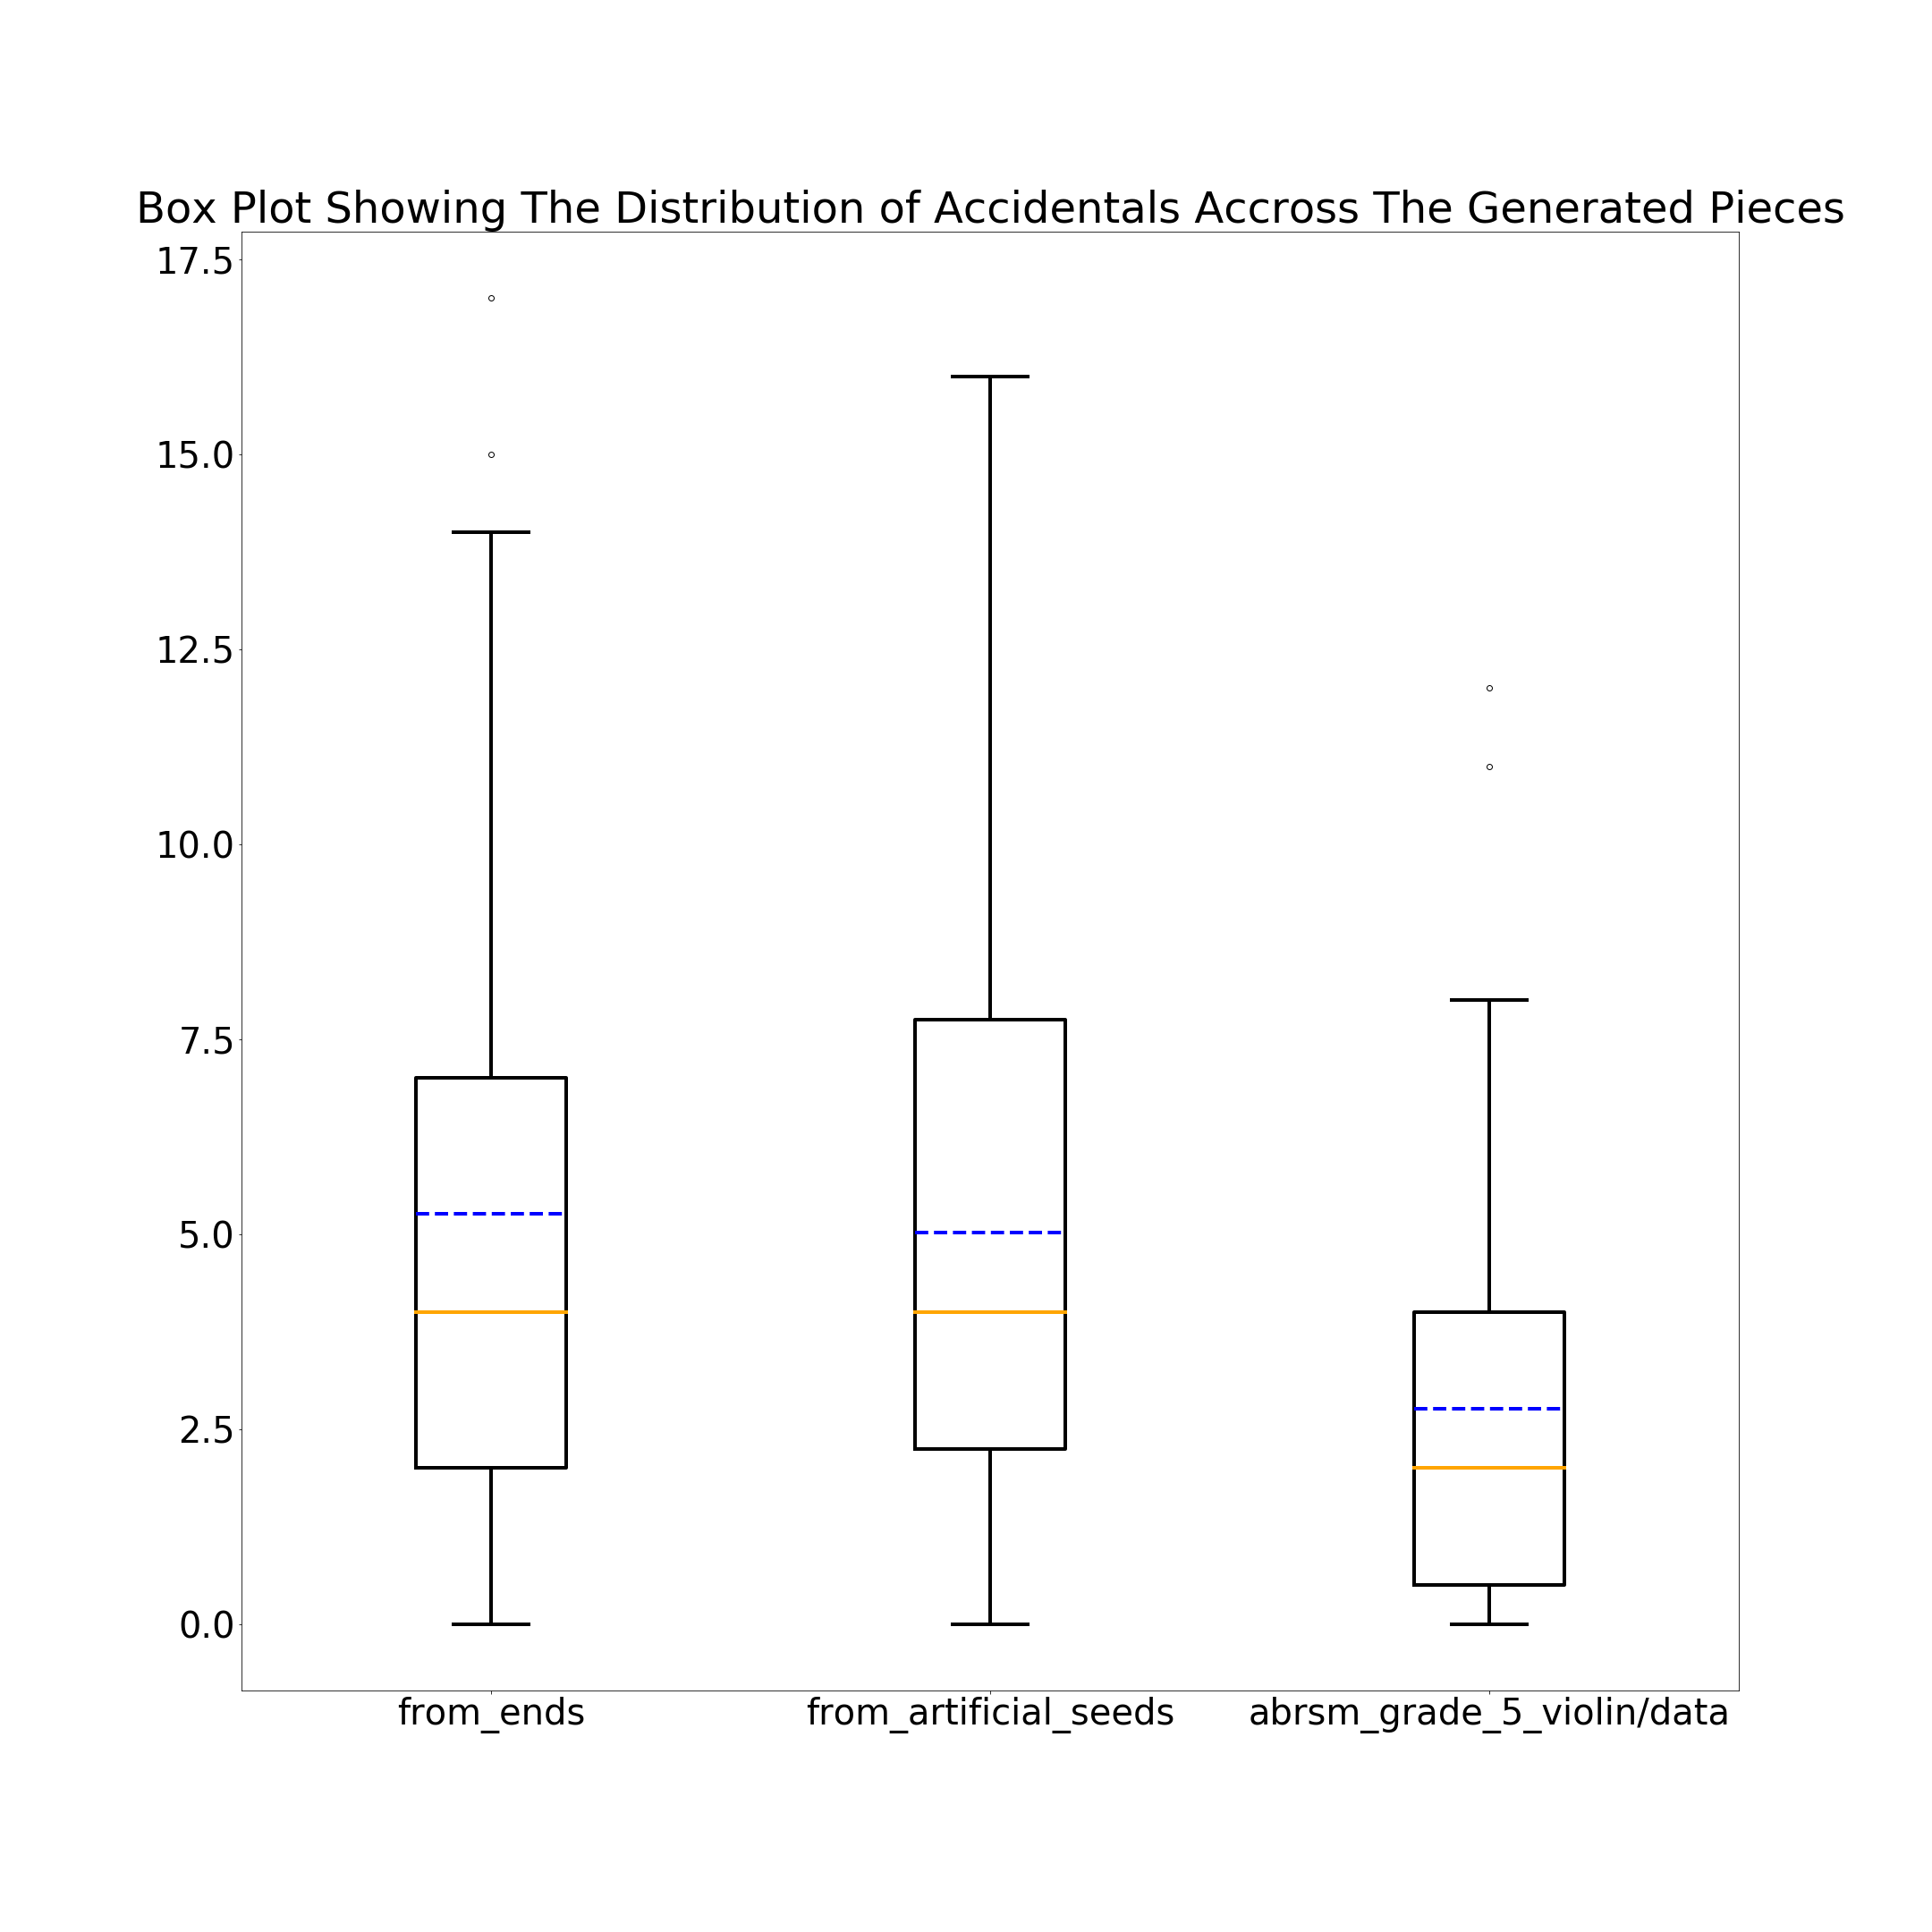 Box Plot Showing The Distribution of Accidentals Accross The Generated Pieces
17.5
15.0
12.5
10.0
7.5
5.0
2.5
0.0
from_ends
from_artificial_seeds
abrsm_grade_5_violin/data